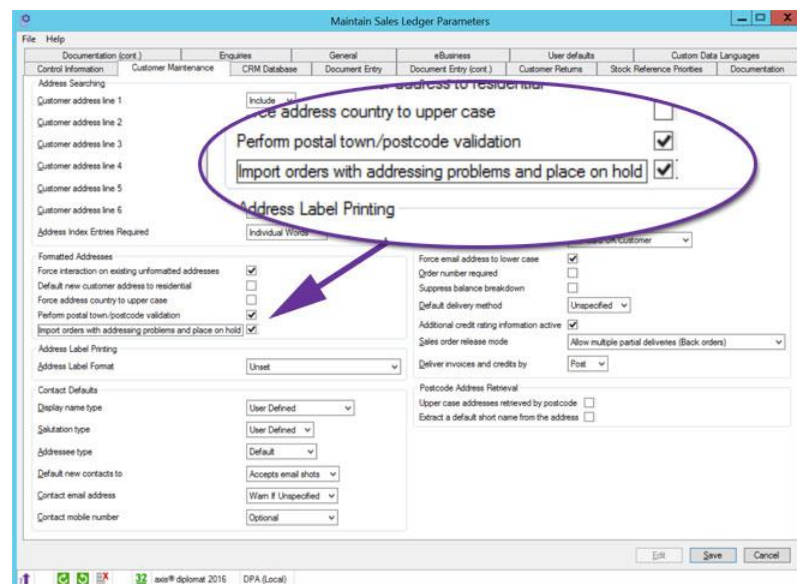 Maintain Sales Ledger Parameters
File Help
Documentation (cont.) Enquiries General eBusiness User defaults Custom Data Languages
Control Information Customer Maintenance CRM Database Document Entry Document Entry (cont.) Customer Returns Stock Reference Priorities Documentation
Address Searching
Customer address line 1 Include
Customer address line 2
Customer address line 3
Customer address line 4
Customer address line 5
Customer address line 6
Address Index Entries Required Individual Words
address to residential
address country to upper case
Perform postal town/postcode validation
Import orders with addressing problems and place on hold
Address Label Printing
Customer
Formatted Addresses
Force interaction on existing unformatted addresses
Default new customer address to residential
Force address country to upper case
Perform postal town/postcode validation
Import orders with addressing problems and place on hold
Address Label Printing
Address Label Format Unset
Contact Defaults
Display name type User Defined
Salutation type User Defined
Addressee type Default
Default new contacts to Accepts email shots
Contact email address Warn If Unspecified
Contact mobile number Optional
Force email address to lower case
Order number required
Suppress balance breakdown
Default delivery method Unspecified
Additional credit rating information active
Sales order release mode Allow multiple partial deliveries (Back orders)
Deliver invoices and credits by Post
Postcode Address Retrieval
Upper case addresses retrieved by postcode
Extract a default short name from the address
Edit Save Cancel
32 axis® diplomat 2016 DPA (Local)